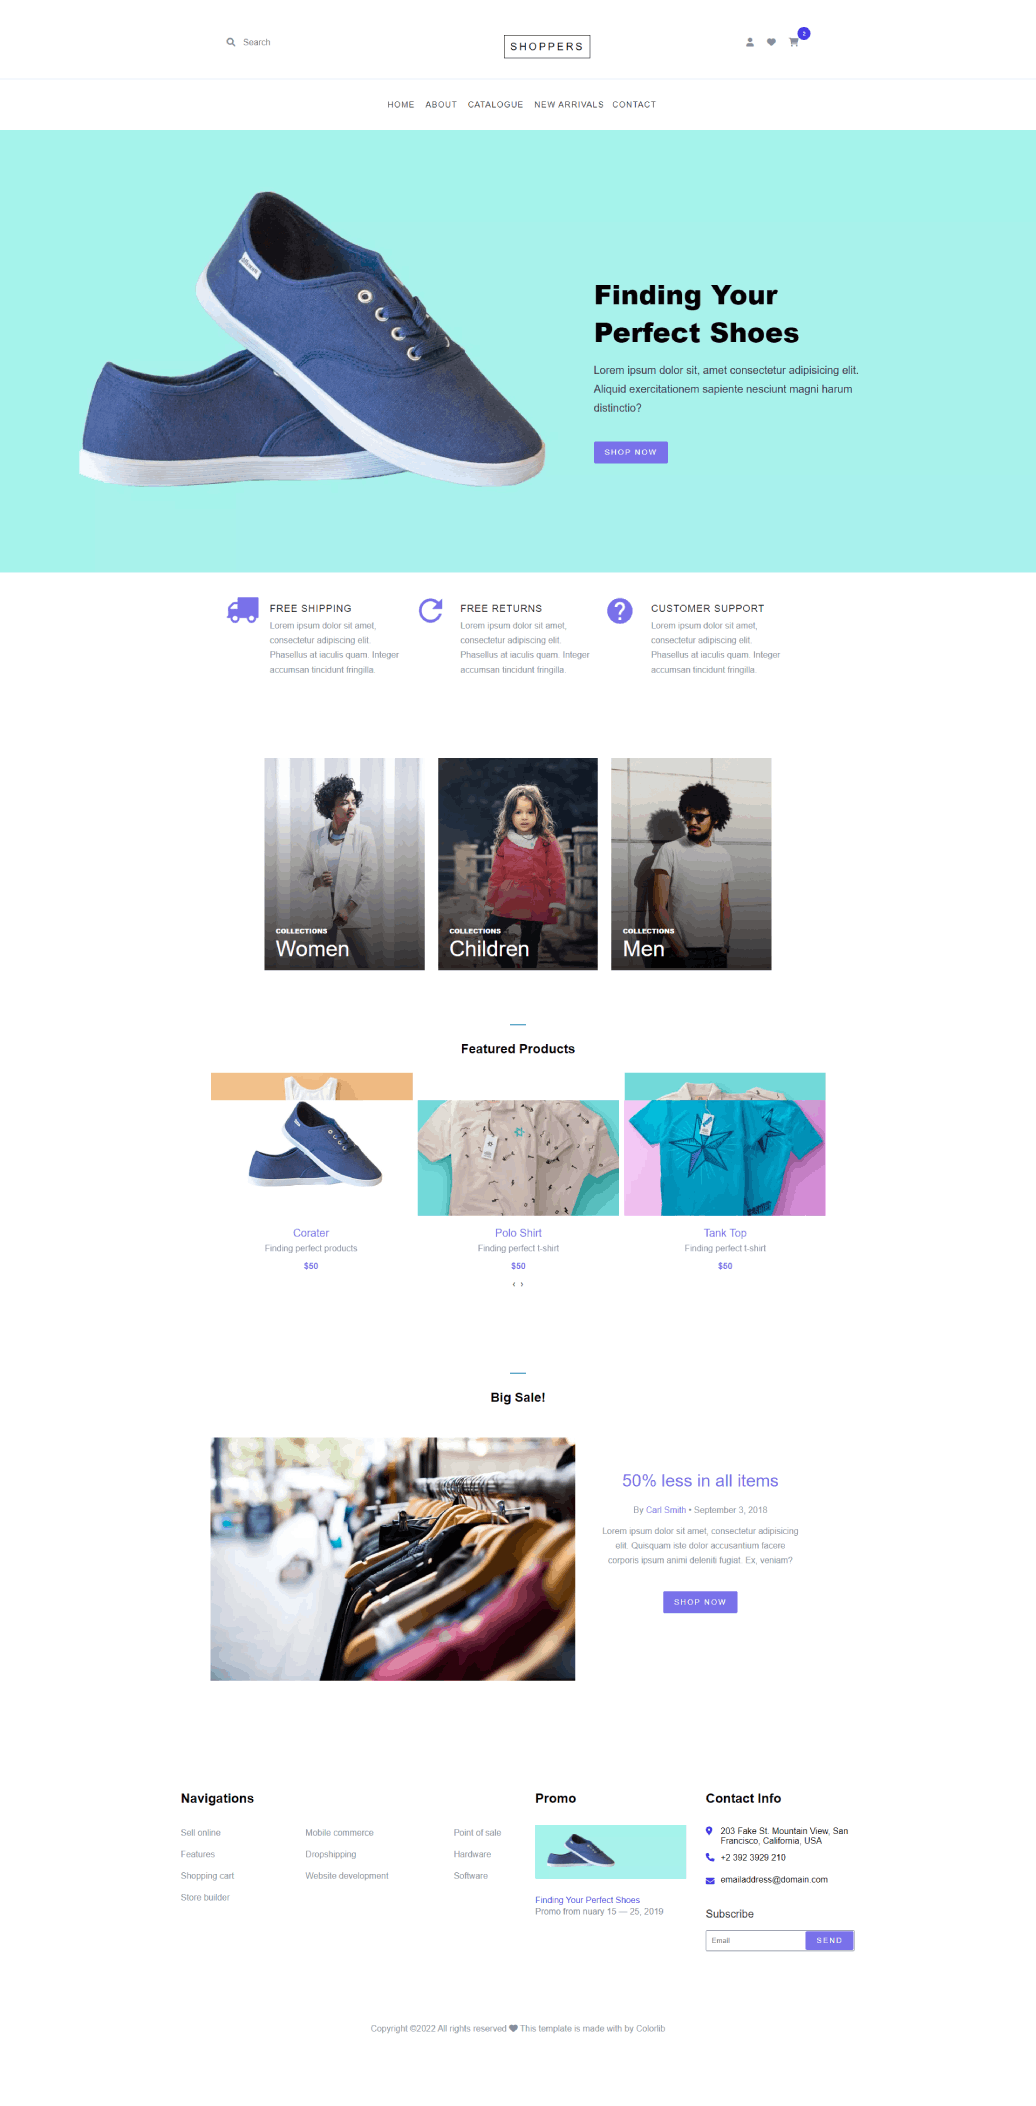 Search
SHOPPERS
2
HOME ABOUT CATALOGUE NEW ARRIVALS CONTACT
Finding Your
Perfect Shoes
Lorem ipsum dolor sit, amet consectetur adipisicing elit.
Aliquid exercitationem sapiente nesciunt magni harum
distinctio?
SHOP NOW
FREE SHIPPING
Lorem ipsum dolor sit amet,
consectetur adipiscing elit.
Phasellus at iaculis quam. Integer
accumsan tincidunt fringilla.
FREE RETURNS
Lorem ipsum dolor sit amet,
consectetur adipiscing elit.
Phasellus at iaculis quam. Integer
accumsan tincidunt fringilla.
CUSTOMER SUPPORT
Lorem ipsum dolor sit amet,
consectetur adipiscing elit.
Phasellus at iaculis quam. Integer
accumsan tincidunt fringilla.
COLLECTIONS
Women
COLLECTIONS
Children
COLLECTIONS
Men
Featured Products
Corater
Finding perfect products
$50
Polo Shirt
Finding perfect t-shirt
$50
Tank Top
Finding perfect t-shirt
$50
‹ ›
Big Sale!
50% less in all items
By Carl Smith • September 3, 2018
Lorem ipsum dolor sit amet, consectetur adipisicing
elit. Quisquam iste dolor accusantium facere
corporis ipsum animi deleniti fugiat. Ex, veniam?
SHOP NOW
Navigations
Sell online
Features
Shopping cart
Store builder
Mobile commerce
Dropshipping
Website development
Point of sale
Hardware
Software
Promo
Finding Your Perfect Shoes
Promo from nuary 15 — 25, 2019
Contact Info
203 Fake St. Mountain View, San
Francisco, California, USA
+2 392 3929 210
emailaddress@domain.com
Subscribe
Email
SEND
Copyright ©2022 All rights reserved This template is made with by Colorlib